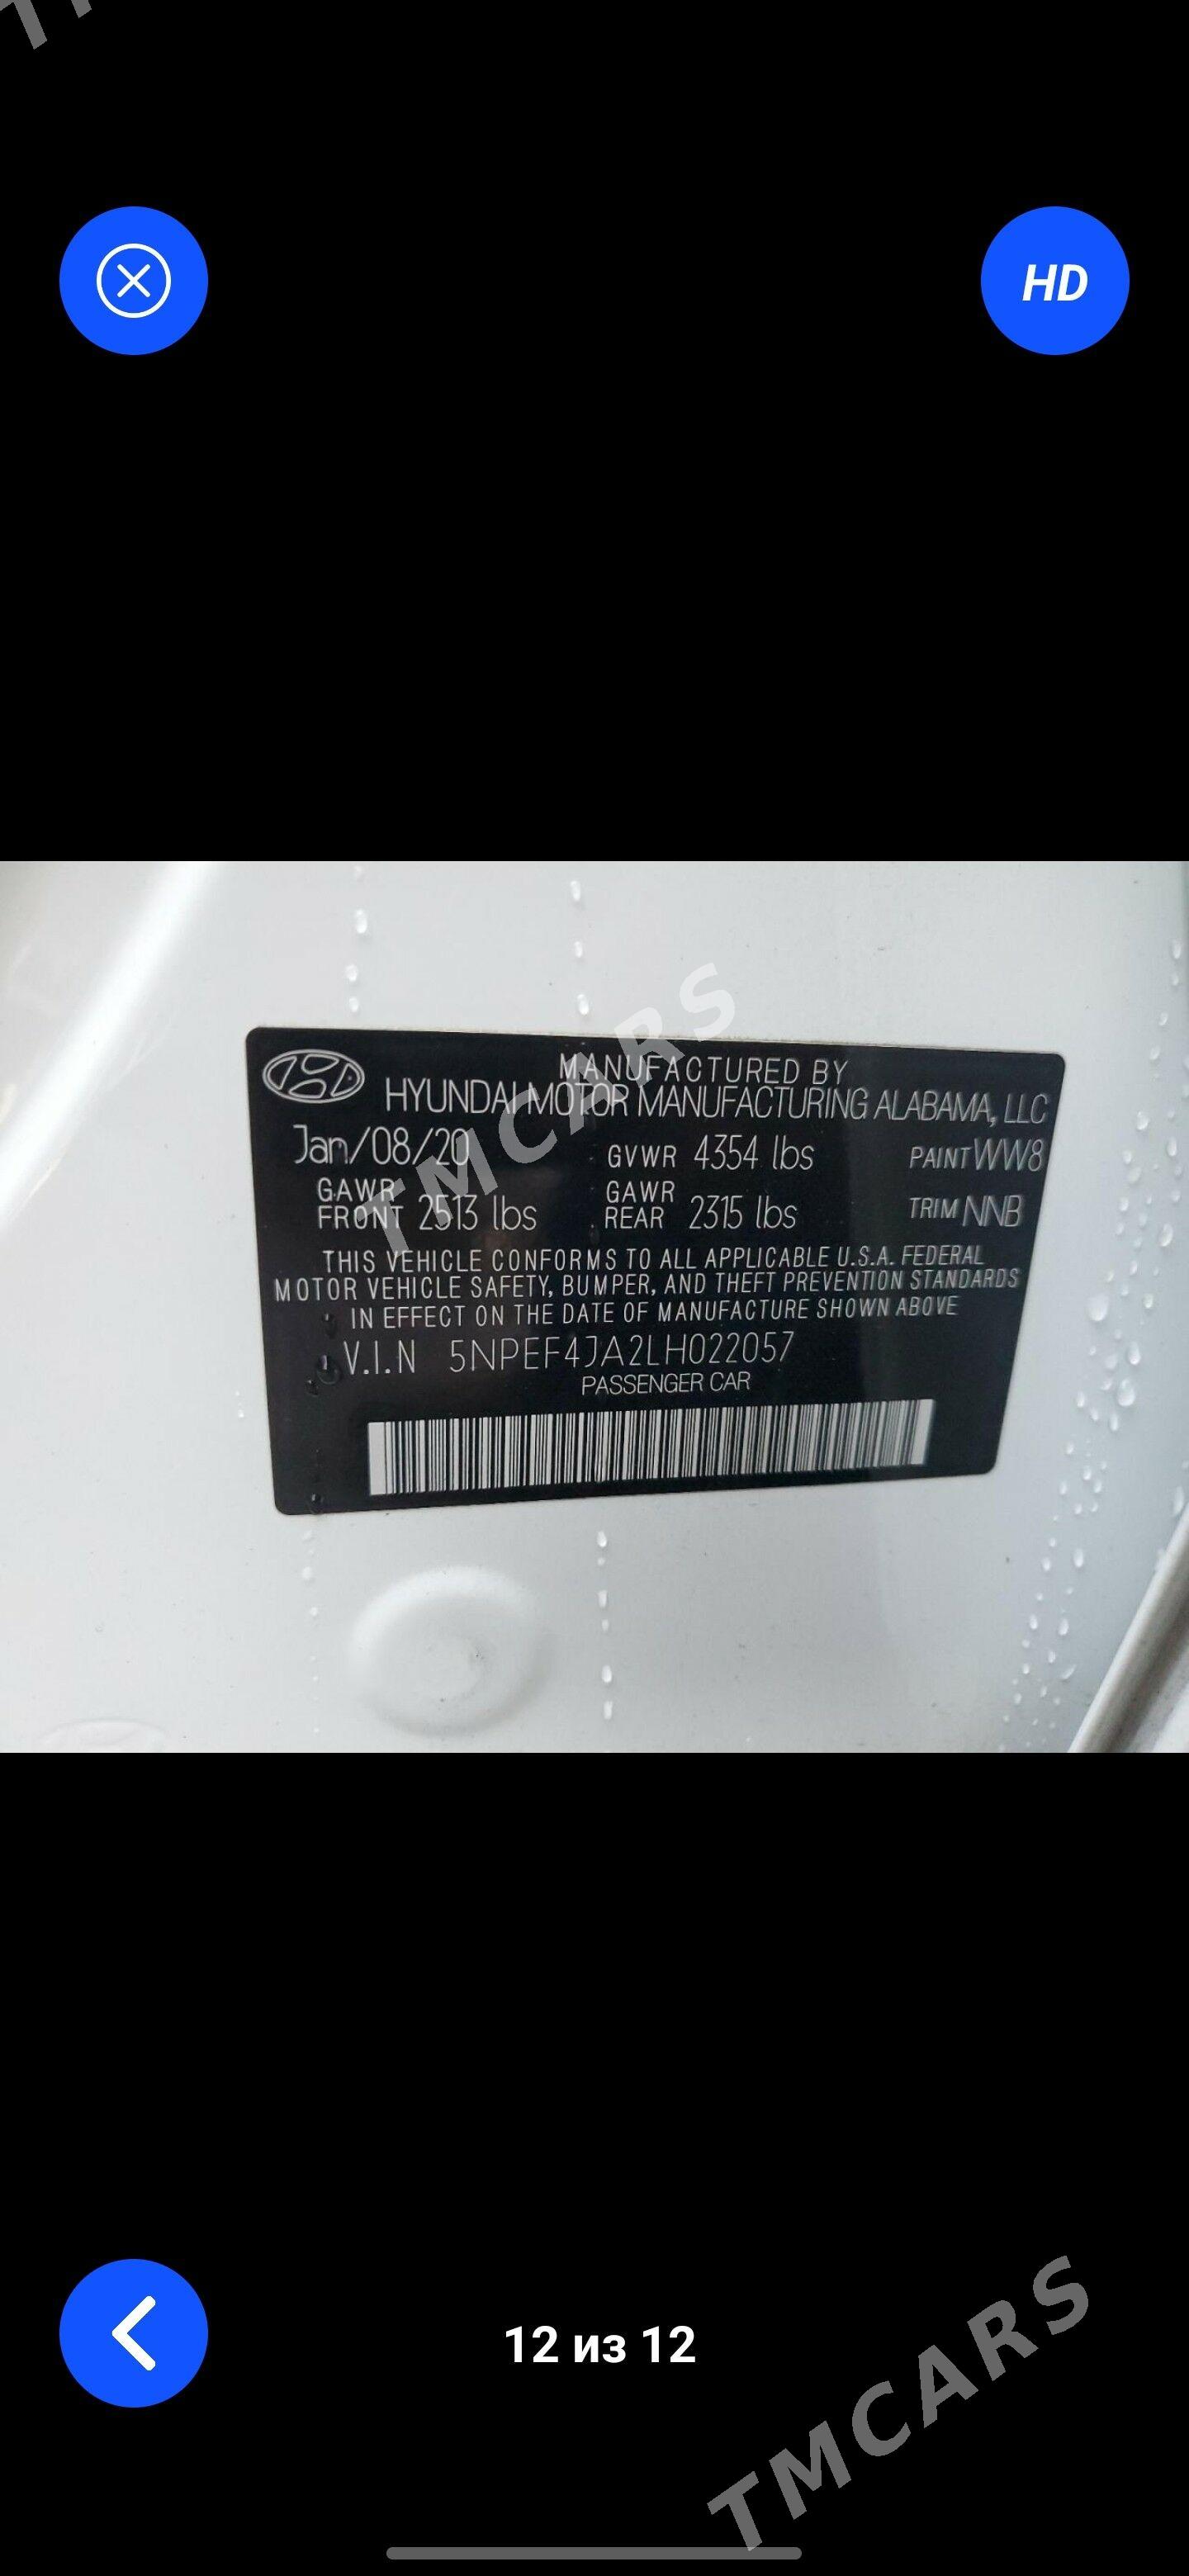 HD
MANUFACTURED BY
HYUNDAI MOTOR MANUFACTURING ALABAMA, LLC
Jan/08/20 GVWR 4354 lbs PAINT WW8
GAWR FRONT 2513 lbs GAWR REAR 2315 lbs TRIM NNB
THIS VEHICLE CONFORMS TO ALL APPLICABLE U.S.A. FEDERAL
MOTOR VEHICLE SAFETY, BUMPER, AND THEFT PREVENTION STANDARDS
IN EFFECT ON THE DATE OF MANUFACTURE SHOWN ABOVE
V.I.N 5NPEF4JA2LH022057
PASSENGER CAR
TMCARS
12 из 12
TMCARS